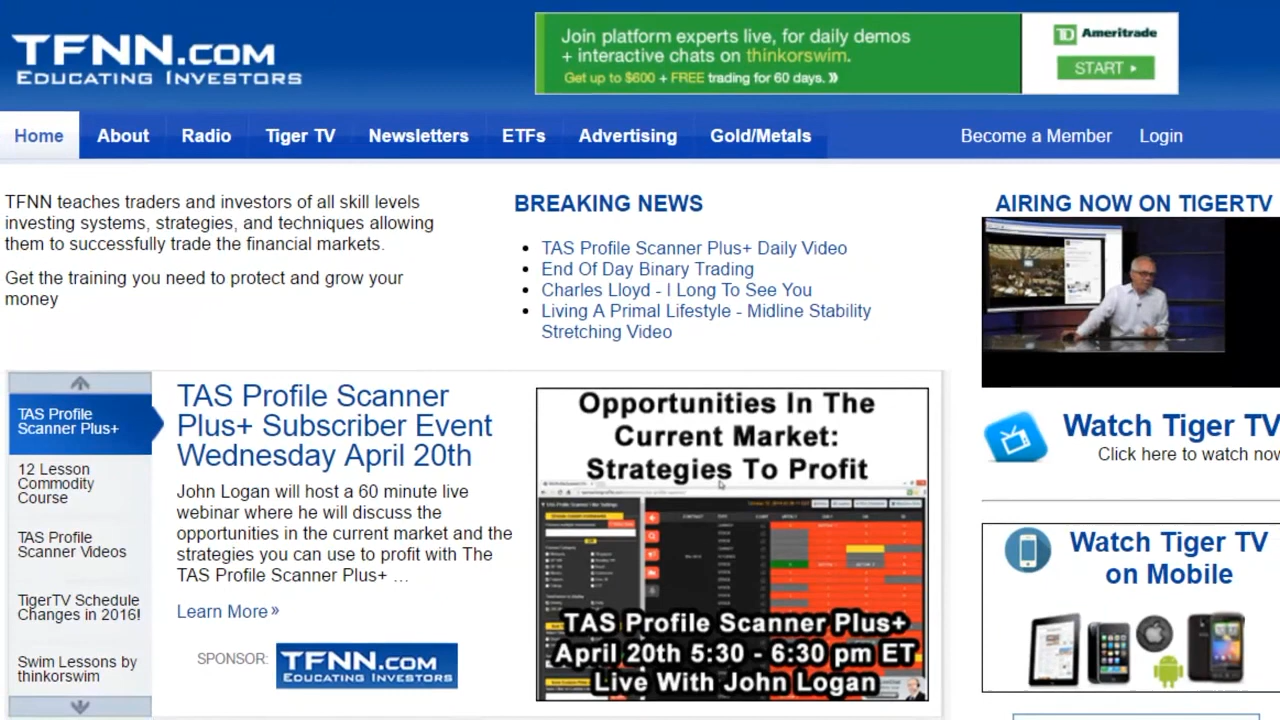 TFNN.COM
EDUCATING INVESTORS
Join platform experts live, for daily demos
+ interactive chats on thinkorswim.
Get up to $600 + FREE trading for 60 days. »
TD Ameritrade
START
Home
About
Radio
Tiger TV
Newsletters
ETFs
Advertising
Gold/Metals
Become a Member
Login
TFNN teaches traders and investors of all skill levels
investing systems, strategies, and techniques allowing
them to successfully trade the financial markets.
Get the training you need to protect and grow your
money
BREAKING NEWS
TAS Profile Scanner Plus+ Daily Video
End Of Day Binary Trading
Charles Lloyd - I Long To See You
Living A Primal Lifestyle - Midline Stability
Stretching Video
AIRING NOW ON TIGERTV
Watch Tiger TV
Click here to watch now
Watch Tiger TV
on Mobile
TAS Profile
Scanner Plus+
12 Lesson
Commodity
Course
TAS Profile
Scanner Videos
TigerTV Schedule
Changes in 2016!
Swim Lessons by
thinkorswim
TAS Profile Scanner
Plus+ Subscriber Event
Wednesday April 20th
John Logan will host a 60 minute live
webinar where he will discuss the
opportunities in the current market and the
strategies you can use to profit with The
TAS Profile Scanner Plus+ …
Learn More »
SPONSOR:
TFNN.COM
EDUCATING INVESTORS
Opportunities In The
Current Market:
Strategies To Profit
TAS Profile Scanner Plus+
April 20th 5:30 - 6:30 pm ET
Live With John Logan